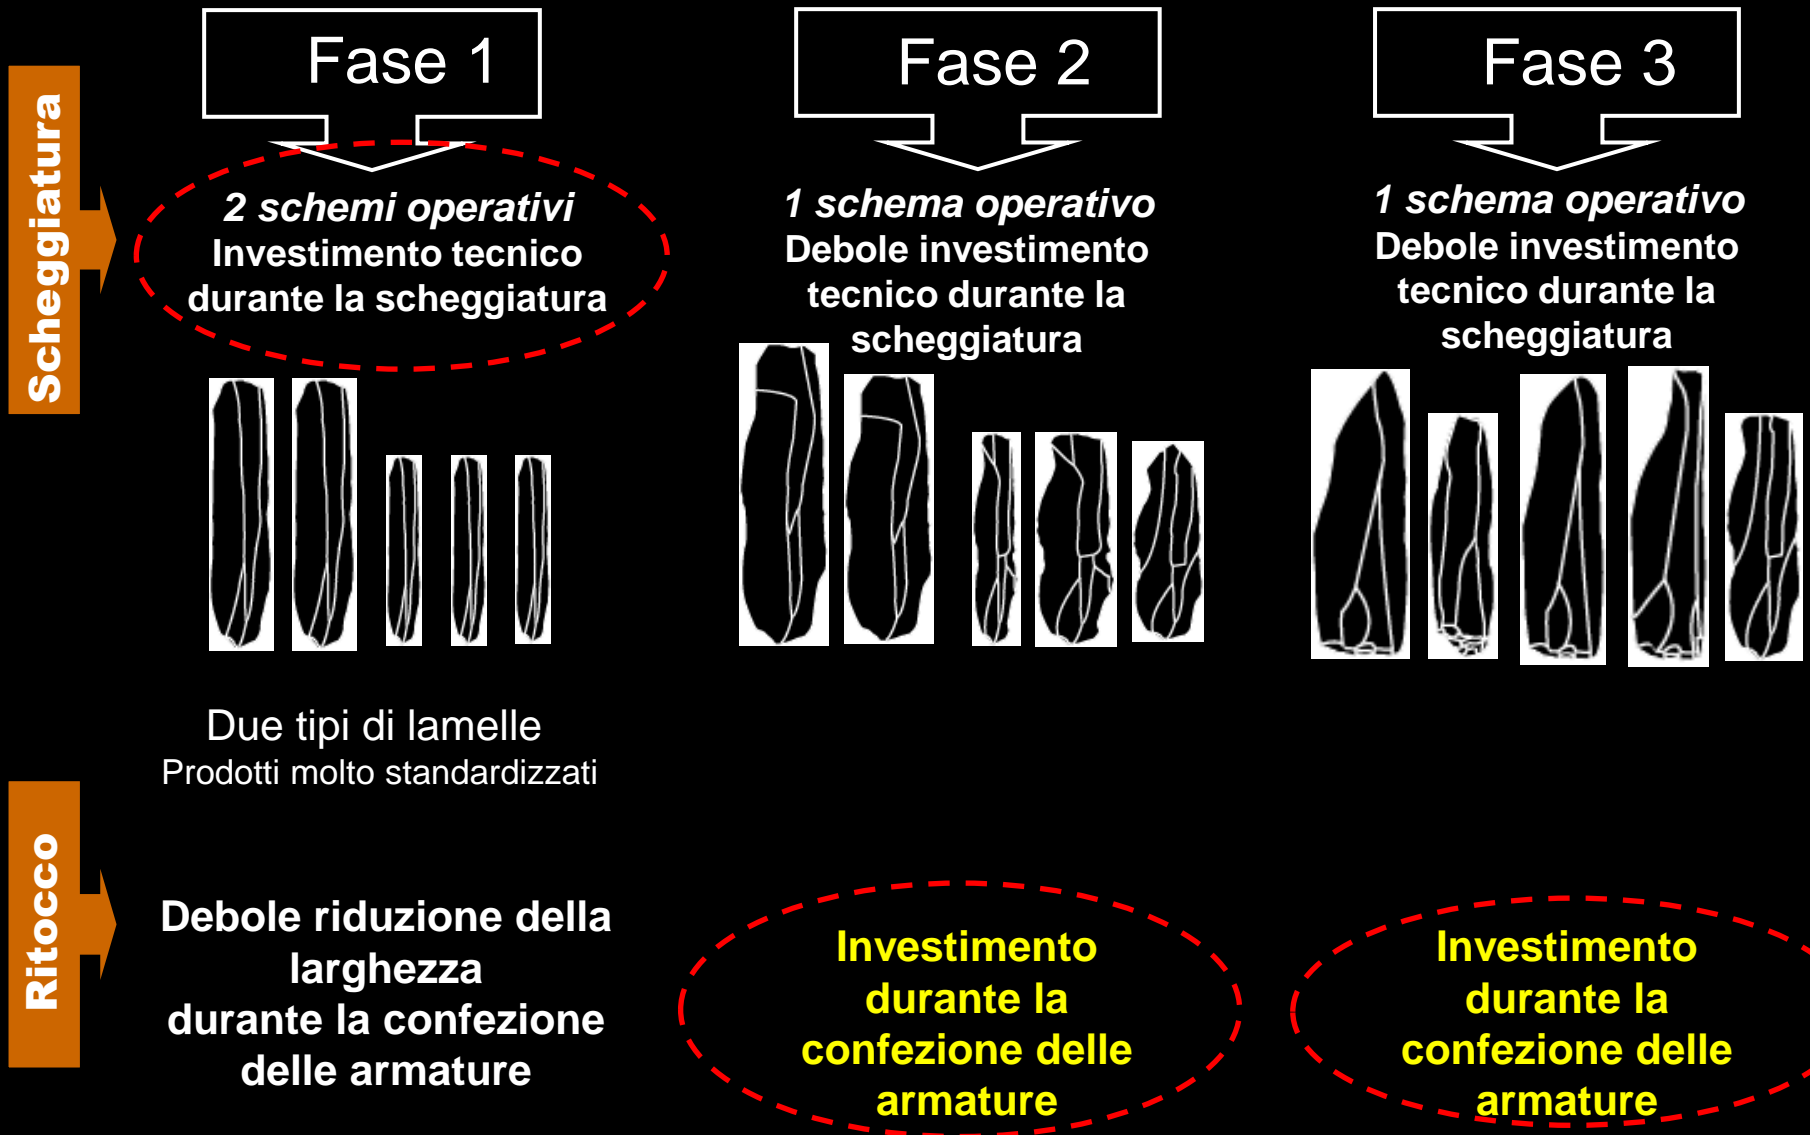 Fase 1
Fase 2
Fase 3
Scheggiatura
2 schemi operativi
Investimento tecnico
durante la scheggiatura
1 schema operativo
Debole investimento
tecnico durante la
scheggiatura
1 schema operativo
Debole investimento
tecnico durante la
scheggiatura
Due tipi di lamelle
Prodotti molto standardizzati
Ritocco
Debole riduzione della
larghezza
durante la confezione
delle armature
Investimento
durante la
confezione delle
armature
Investimento
durante la
confezione delle
armature